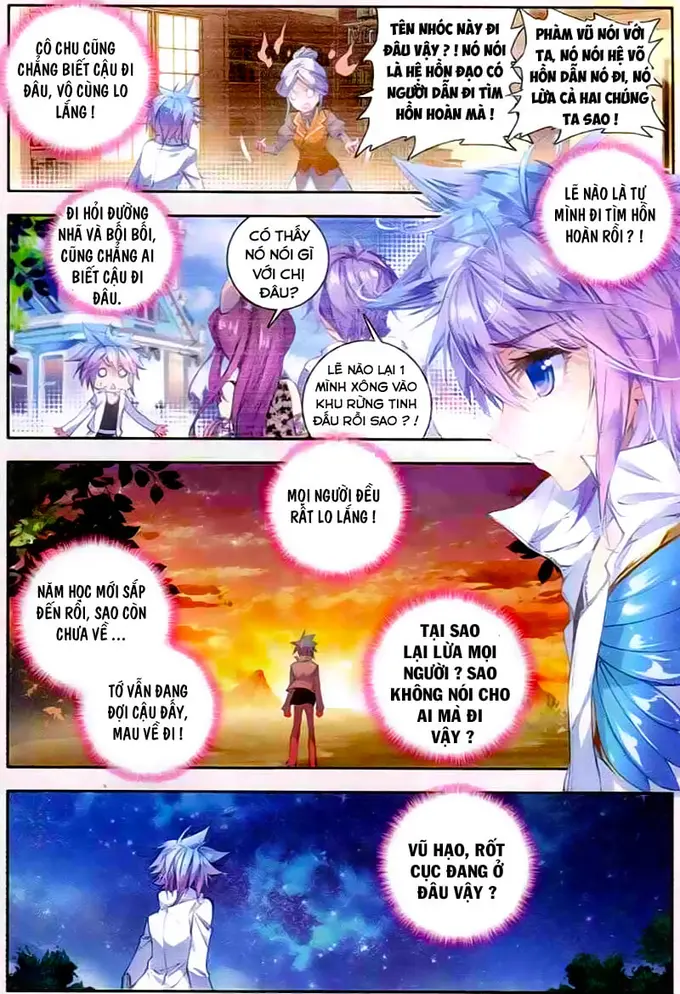 CÔ CHU CŨNG
CHẲNG BIẾT CẬU ĐI
ĐÂU, VÔ CÙNG LO
LẮNG !
TÊN NHÓC NÀY ĐI
ĐÂU VẬY ? ! NÓ NÓI
LÀ HỆ HỒN ĐẠO CÓ
NGƯỜI DẪN ĐI TÌM
HỒN HOÀN MÀ !
PHÀM VŨ NÓI VỚI
TA, NÓ NÓI HỆ VÕ
HỒN DẪN NÓ ĐI, NÓ
LỪA CẢ HAI CHÚNG
TA SAO !
LẼ NÀO LÀ TỰ
MÌNH ĐI TÌM HỒN
HOÀN RỒI ? !
ĐI HỎI ĐƯỜNG
NHÃ VÀ BỐI BỐI,
CŨNG CHẲNG AI
BIẾT CẬU ĐI
ĐÂU.
CÓ THẤY
NÓ NÓI GÌ
VỚI CHỊ
ĐÂU?
LẼ NÀO LẠI 1
MÌNH XÔNG VÀO
KHU RỪNG TINH
ĐẤU RỒI SAO ? !
MỌI NGƯỜI ĐỀU
RẤT LO LẮNG !
NĂM HỌC MỚI SẮP
ĐẾN RỒI, SAO CÒN
CHƯA VỀ ...
TỚ VẪN ĐANG
ĐỢI CẬU ĐẤY,
MAU VỀ ĐI !
TẠI SAO
LẠI LỪA MỌI
NGƯỜI ? SAO
KHÔNG NÓI CHO
AI MÀ ĐI
VẬY ?
VŨ HẠO, RỐT
CỤC ĐANG Ở
ĐÂU VẬY ?